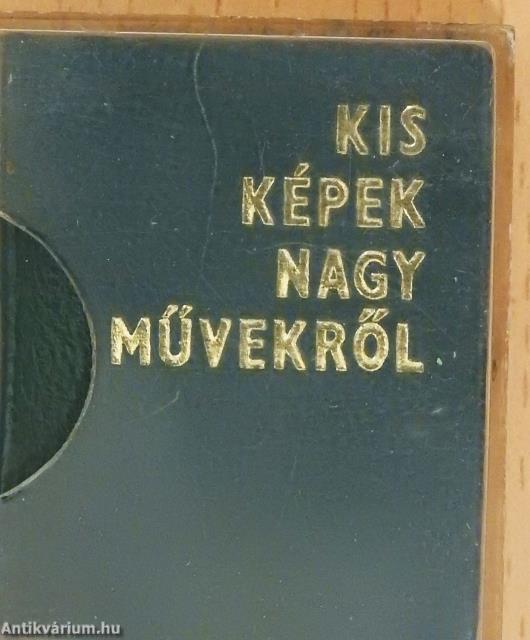 KIS
KÉPEK
NAGY
MŰVEKRŐL
Antikvárium.hu